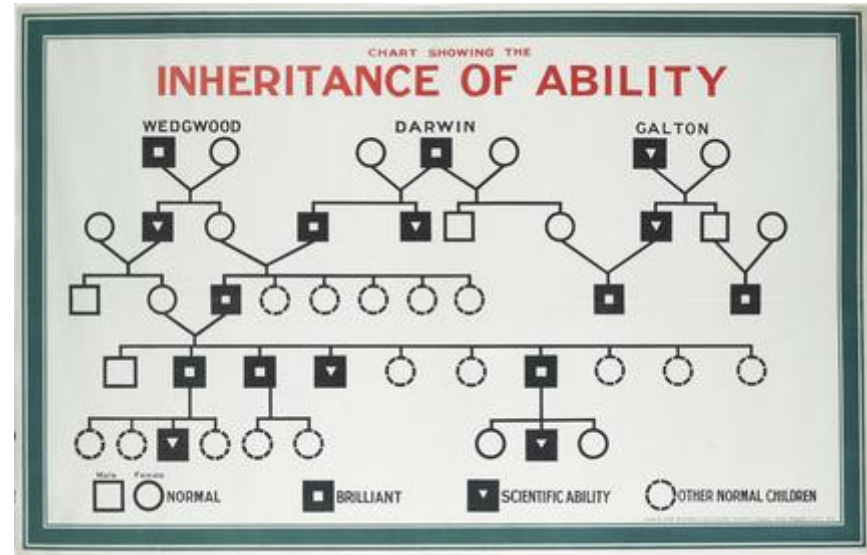 CHART SHOWING THE
INHERITANCE OF ABILITY
WEDGWOOD DARWIN GALTON
Male Female
NORMAL BRILLIANT SCIENTIFIC ABILITY OTHER NORMAL CHILDREN